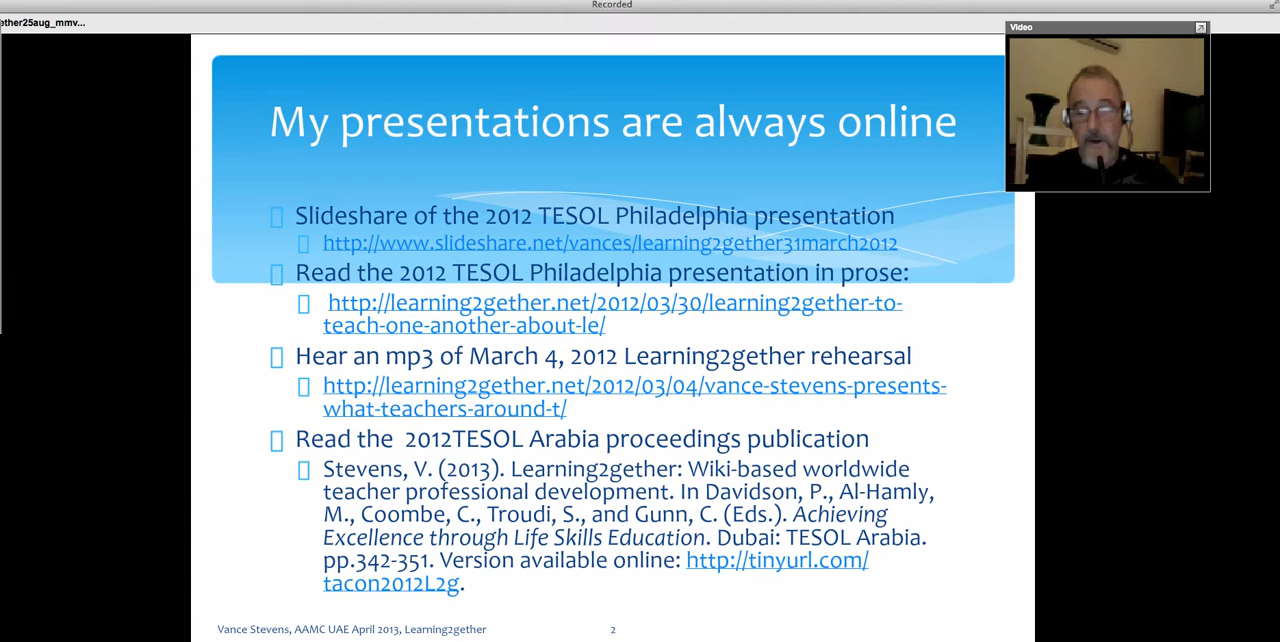 Recorded
ether25aug_mmv...
Video
My presentations are always online
Slideshare of the 2012 TESOL Philadelphia presentation
http://www.slideshare.net/vances/learning2gether31march2012
Read the 2012 TESOL Philadelphia presentation in prose:
http://learning2gether.net/2012/03/30/learning2gether-to-
teach-one-another-about-le/
Hear an mp3 of March 4, 2012 Learning2gether rehearsal
http://learning2gether.net/2012/03/04/vance-stevens-presents-
what-teachers-around-t/
Read the 2012TESOL Arabia proceedings publication
Stevens, V. (2013). Learning2gether: Wiki-based worldwide
teacher professional development. In Davidson, P., Al-Hamly,
M., Coombe, C., Troudi, S., and Gunn, C. (Eds.). Achieving
Excellence through Life Skills Education. Dubai: TESOL Arabia.
pp.342-351. Version available online: http://tinyurl.com/
tacon2012L2g.
Vance Stevens, AAMC UAE April 2013, Learning2gether
2